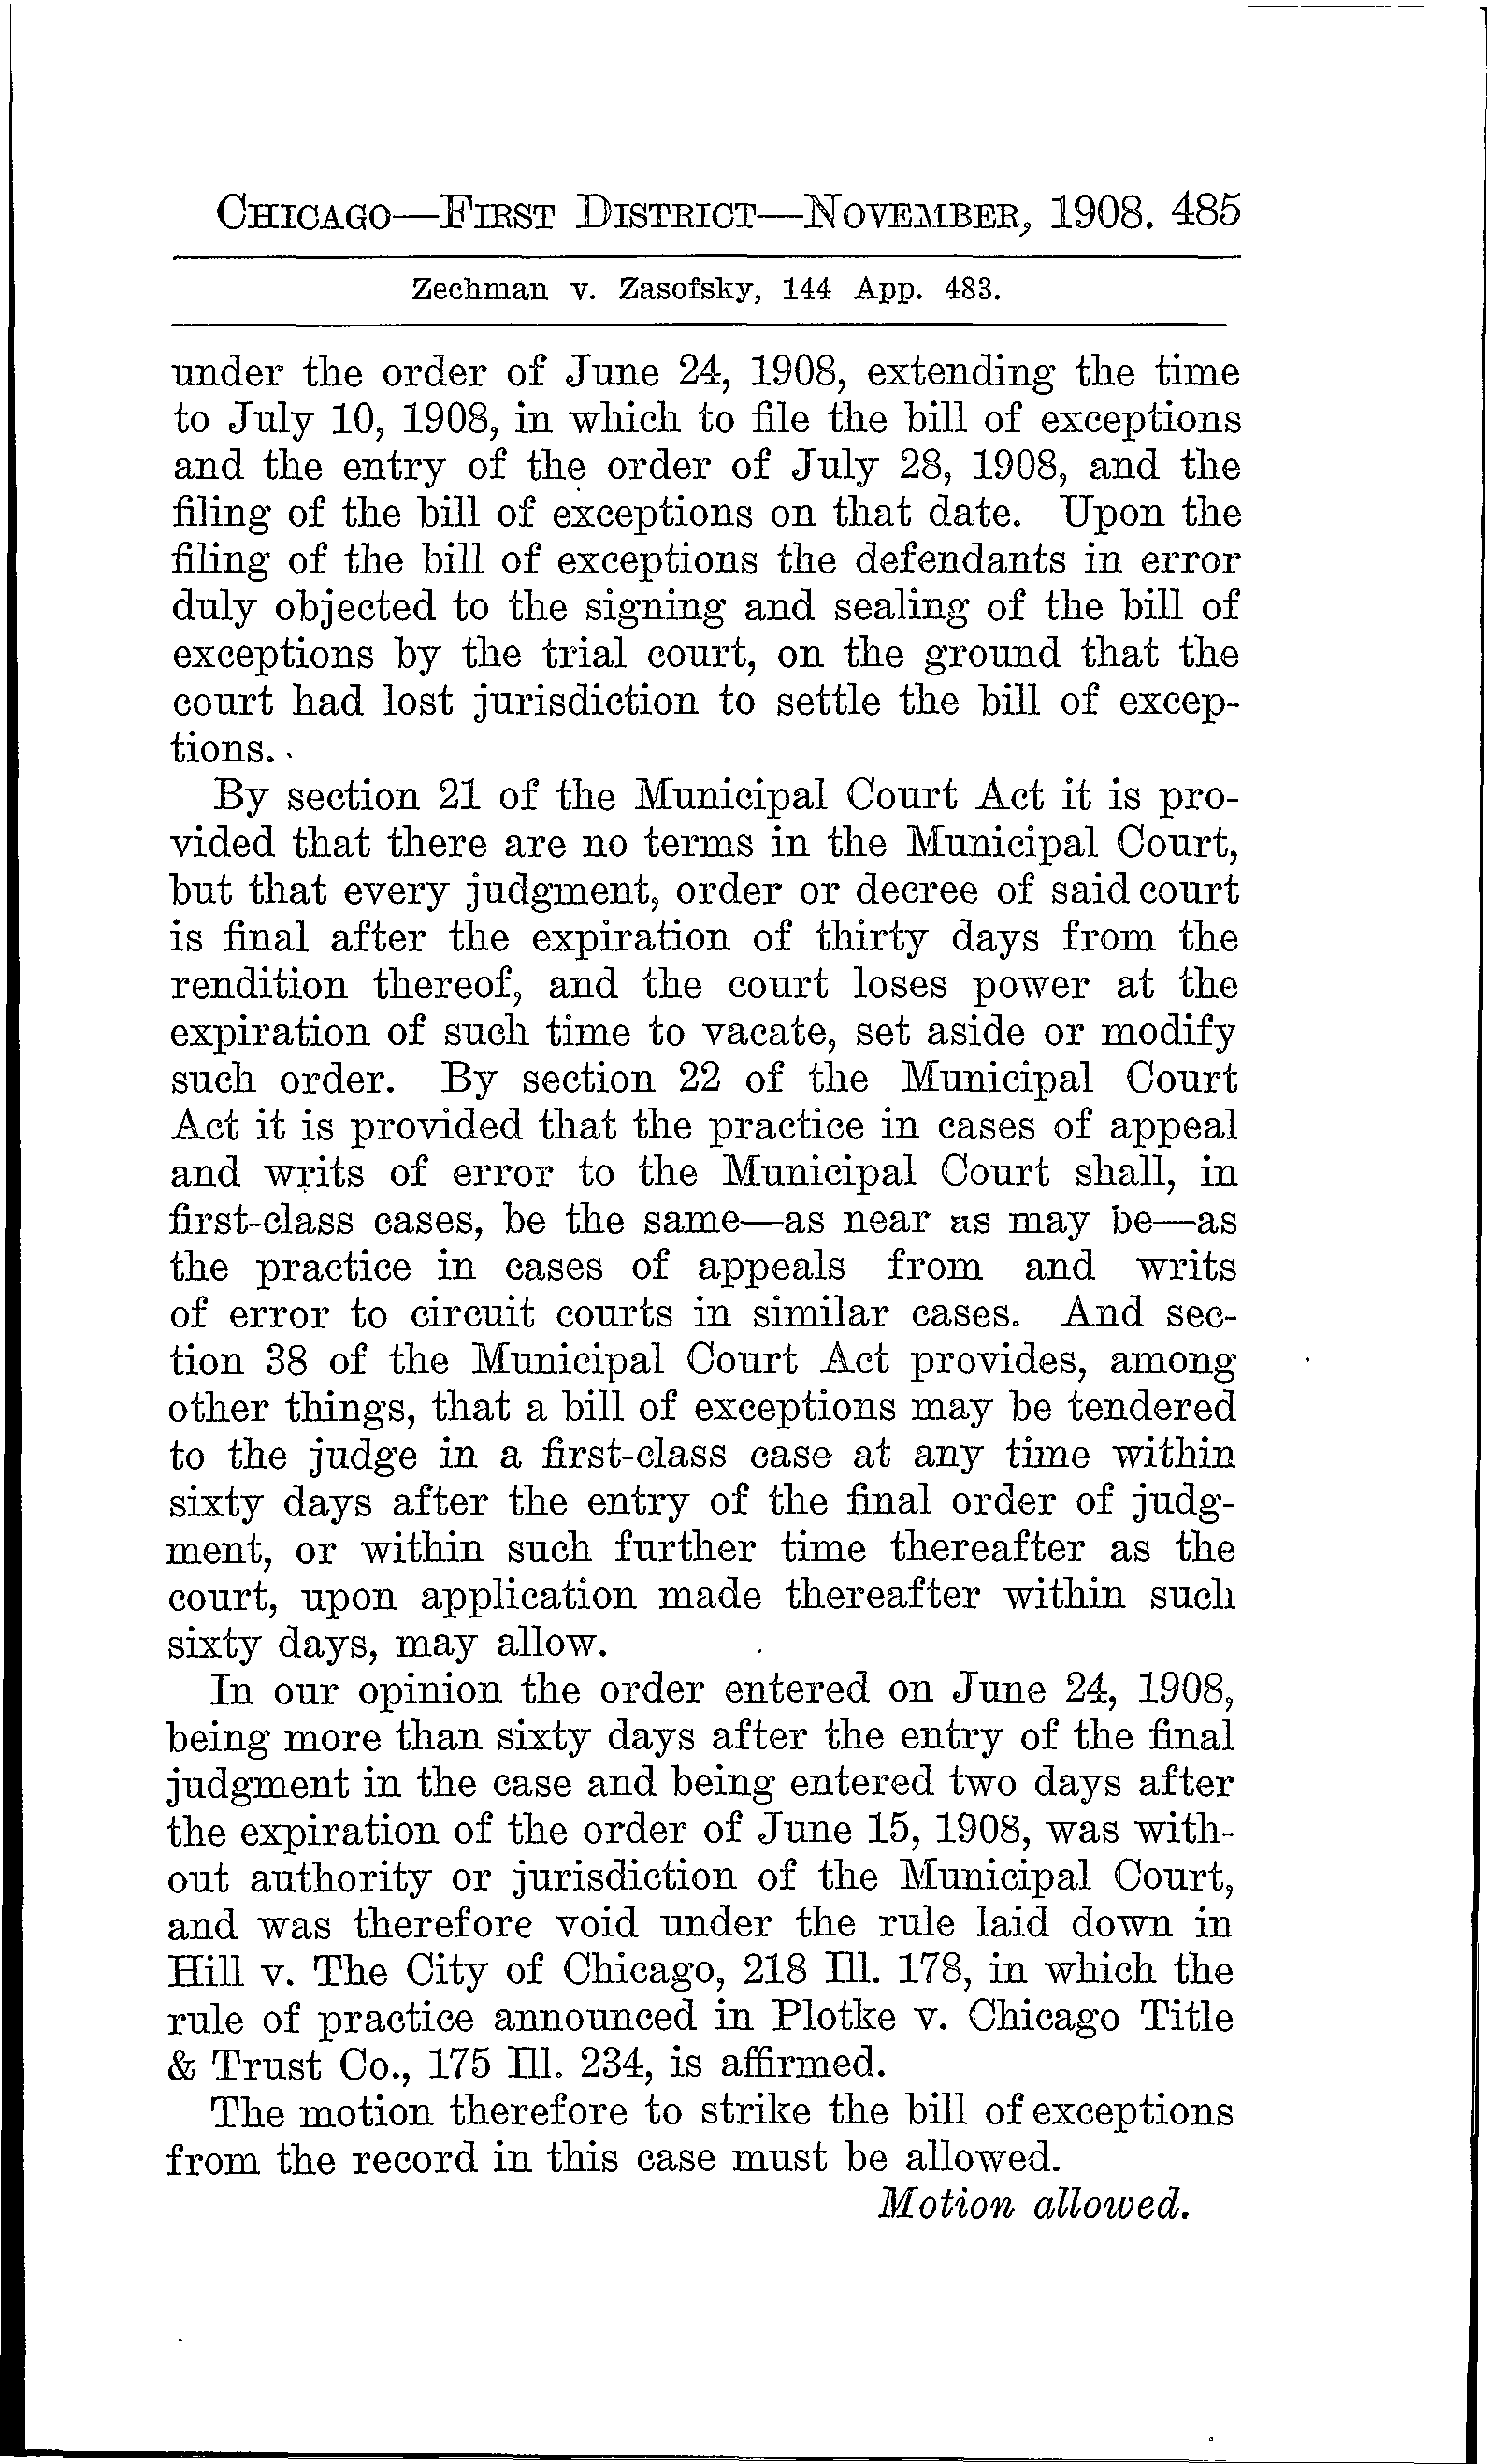 CHICAGO—FIRST DISTRICT—NOVEMBER, 1908. 485
Zechman v. Zasofsky, 144 App. 483.
under the order of June 24, 1908, extending the time
to July 10, 1908, in which to file the bill of exceptions
and the entry of the order of July 28, 1908, and the
filing of the bill of exceptions on that date. Upon the
filing of the bill of exceptions the defendants in error
duly objected to the signing and sealing of the bill of
exceptions by the trial court, on the ground that the
court had lost jurisdiction to settle the bill of excep-
tions.
By section 21 of the Municipal Court Act it is pro-
vided that there are no terms in the Municipal Court,
but that every judgment, order or decree of said court
is final after the expiration of thirty days from the
rendition thereof, and the court loses power at the
expiration of such time to vacate, set aside or modify
such order. By section 22 of the Municipal Court
Act it is provided that the practice in cases of appeal
and writs of error to the Municipal Court shall, in
first-class cases, be the same—as near as may be—as
the practice in cases of appeals from and writs
of error to circuit courts in similar cases. And sec-
tion 38 of the Municipal Court Act provides, among
other things, that a bill of exceptions may be tendered
to the judge in a first-class case at any time within
sixty days after the entry of the final order of judg-
ment, or within such further time thereafter as the
court, upon application made thereafter within such
sixty days, may allow.
In our opinion the order entered on June 24, 1908,
being more than sixty days after the entry of the final
judgment in the case and being entered two days after
the expiration of the order of June 15, 1908, was with-
out authority or jurisdiction of the Municipal Court,
and was therefore void under the rule laid down in
Hill v. The City of Chicago, 218 Ill. 178, in which the
rule of practice announced in Plotke v. Chicago Title
& Trust Co., 175 Ill. 234, is affirmed.
The motion therefore to strike the bill of exceptions
from the record in this case must be allowed.
Motion allowed.